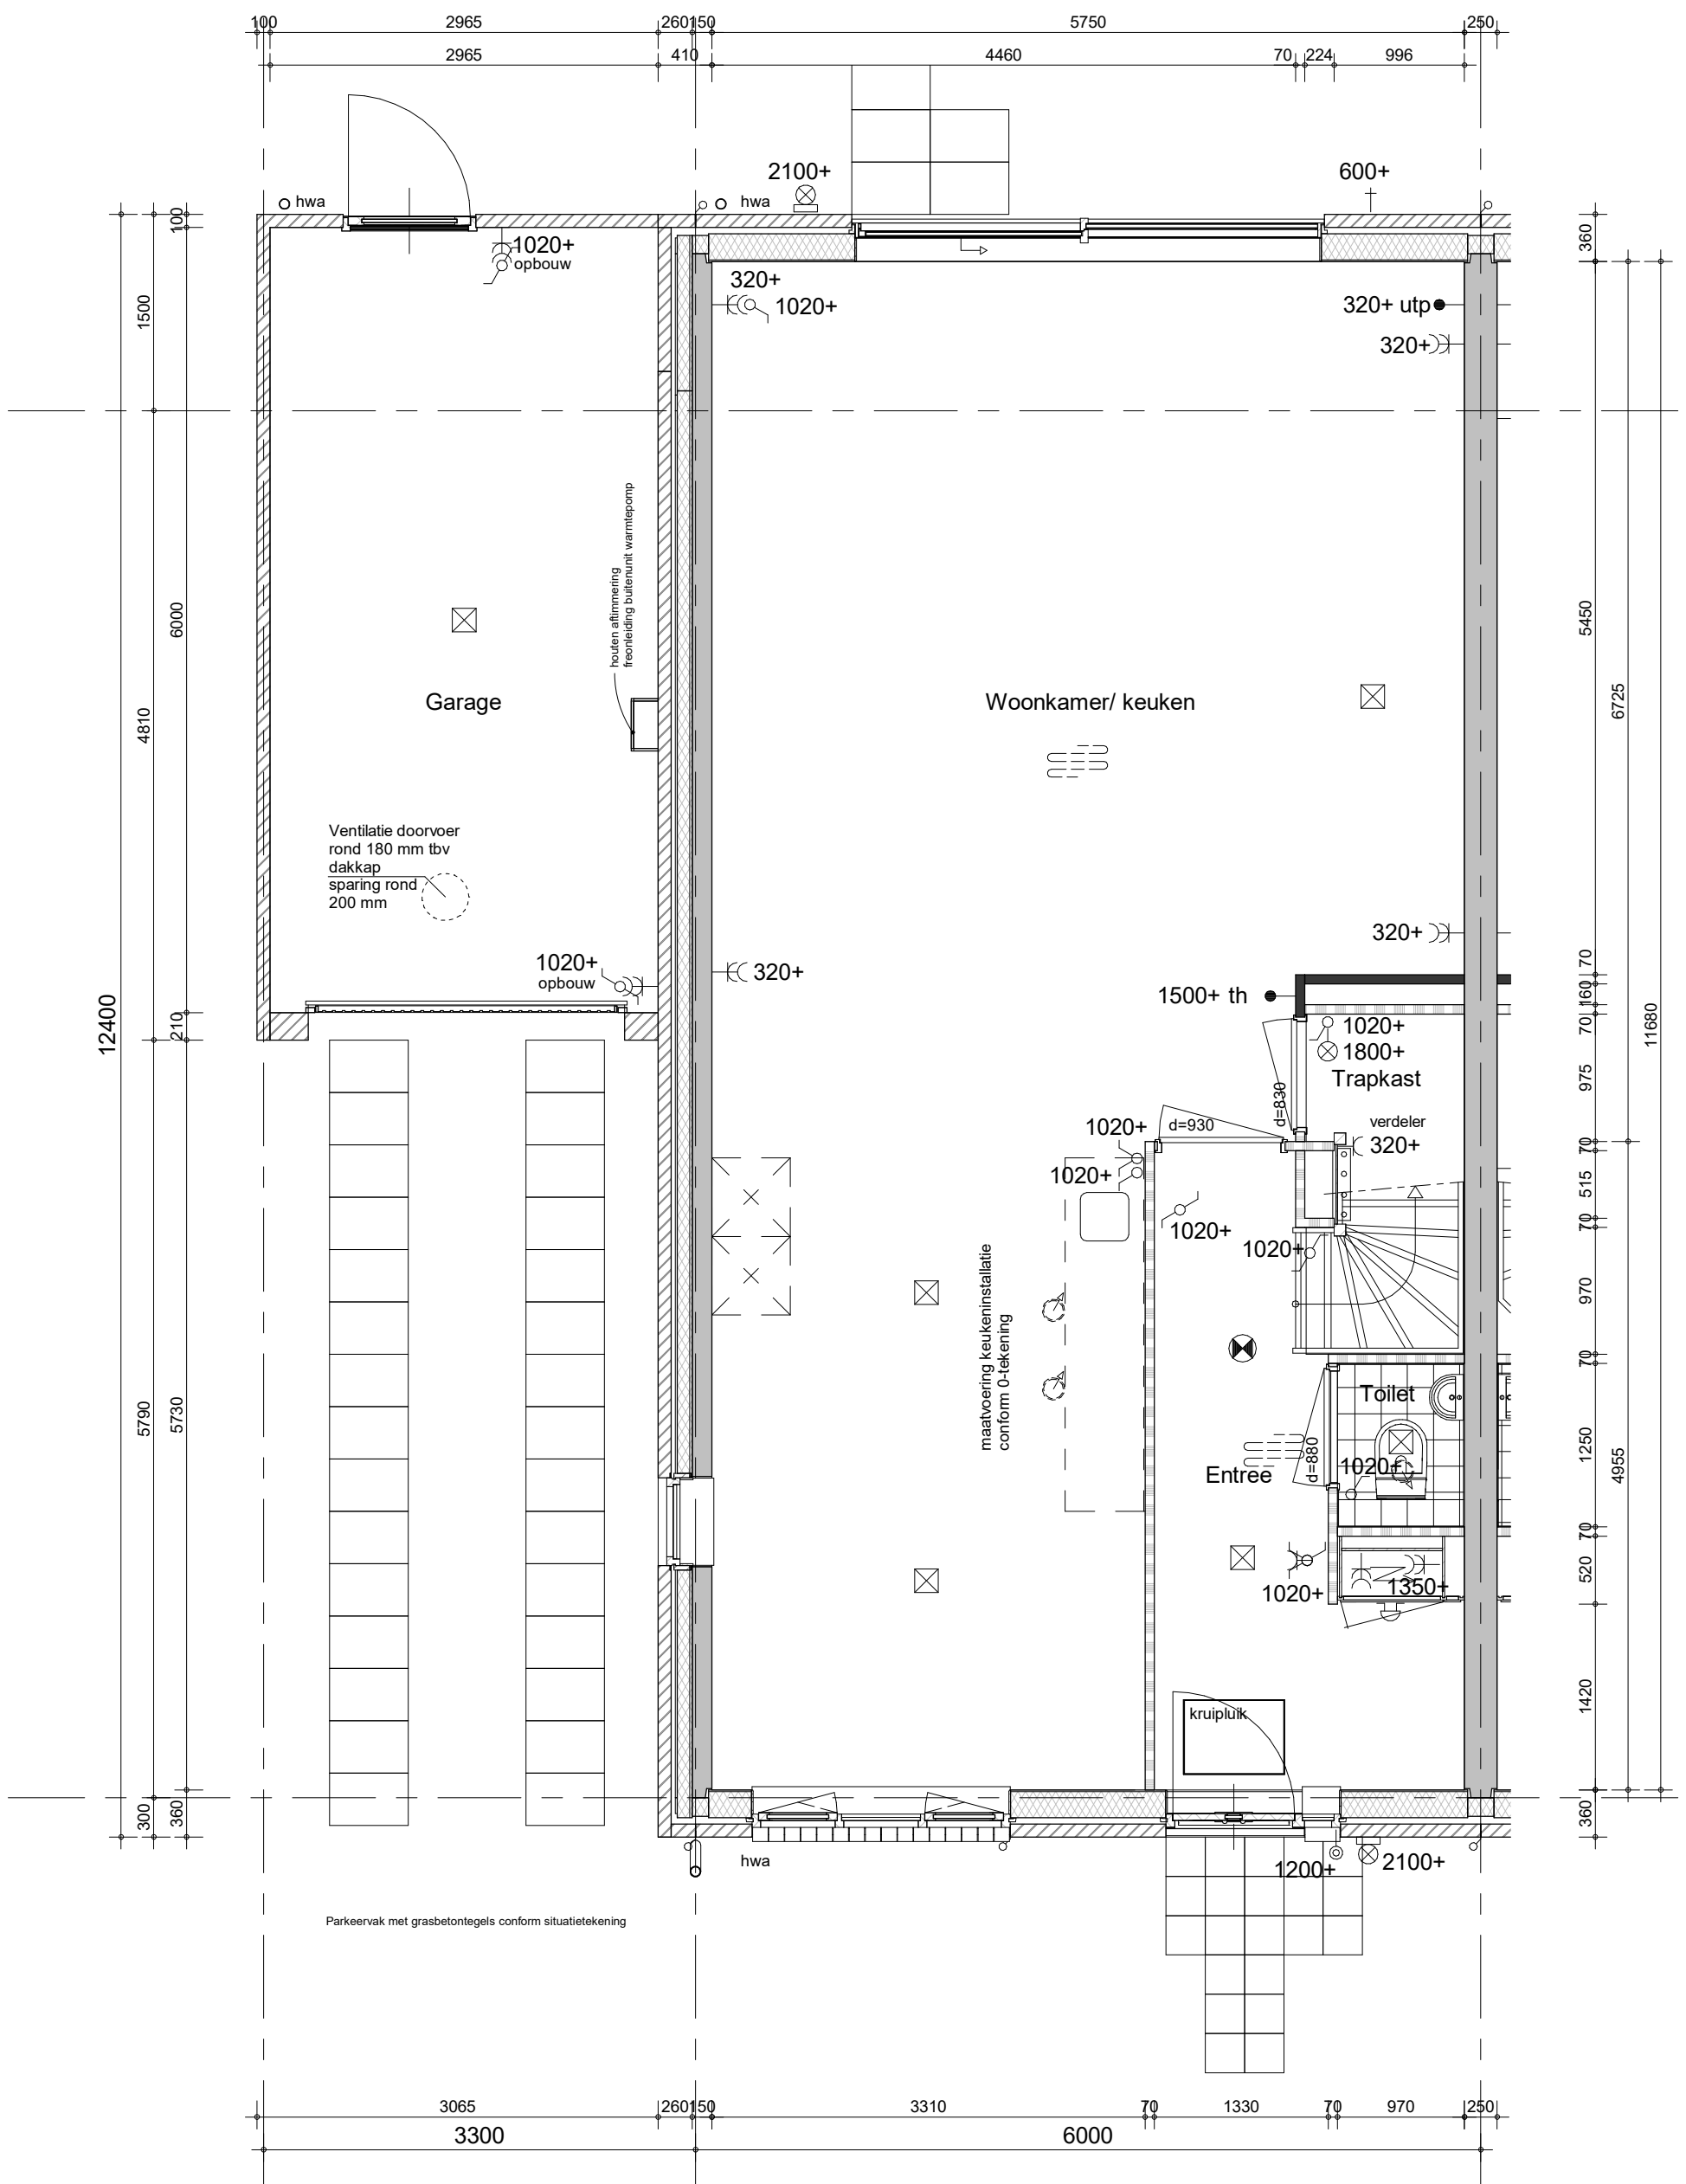 100 2965 260 150 5750 250
2965 410 4460 70 224 996
2100+ 600+
hwa hwa
100 360
1020+
opbouw
320+
1020+
320+ utp
320+
1500
houten aftimmering
freonleiding buitenunit warmtepomp
6000 5450
Garage Woonkamer/ keuken
4810 6725
Ventilatie doorvoer
rond 180 mm tbv
dakkap
sparing rond
200 mm
320+
1020+
opbouw
320+
70
1500+ th
160
12400 210 11680
70
1020+
1800+
Trapkast
975
d=830
verdeler
320+
d=930
1020+
1020+
70
515
1020+
70
1020+
maatvoering keukeninstallatie
conform 0-tekening
970
70
Toilet
5790 5730
1250
4955
d=880
1020+
Entree
70
520
1020+
1350+
1420
kruipluik
300 360 360
hwa
1200+ 2100+
Parkeervak met grasbetontegels conform situatietekening
3065 260 150 3310 70 1330 70 970 250
3300 6000